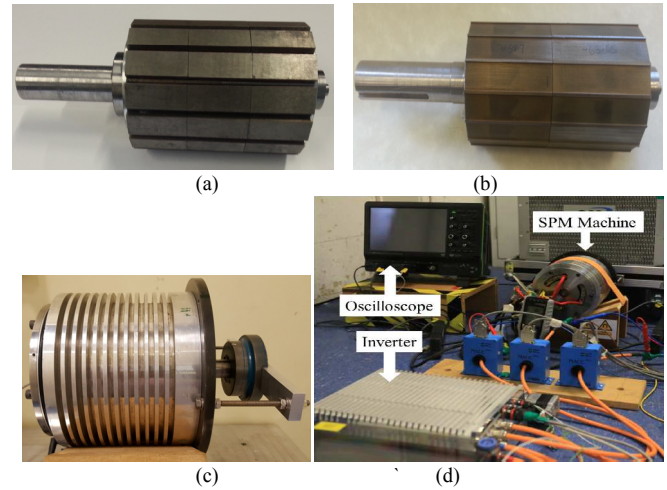 (a)
(b)
SPM Machine
Oscilloscope
Inverter
(c)
` (d)